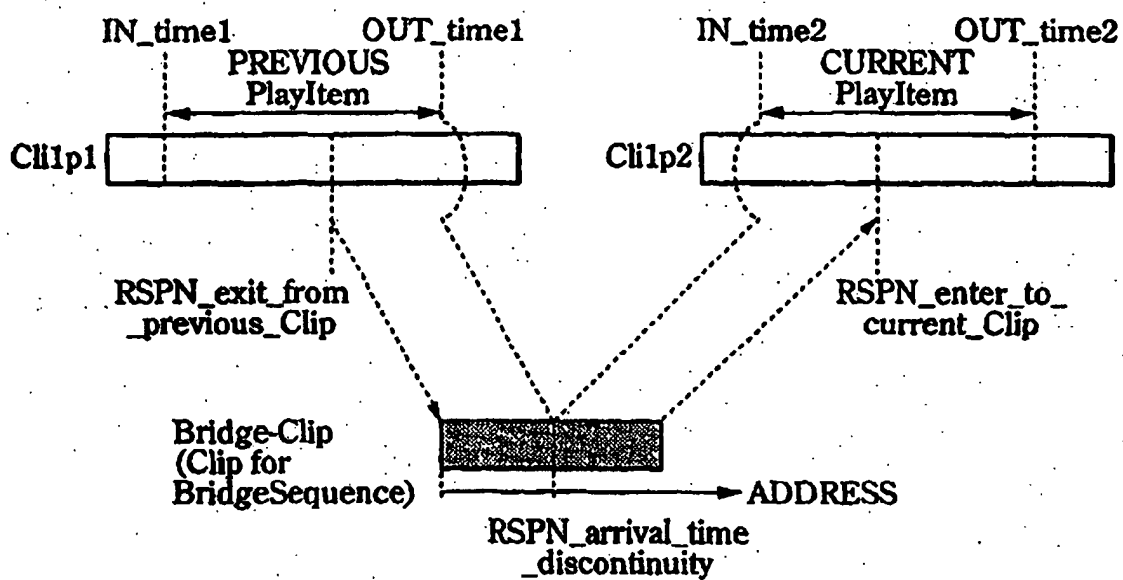 IN_time1
OUT_time1
IN_time2
OUT_time2
PREVIOUS
PlayItem
CURRENT
PlayItem
Cli1p1
Cli1p2
RSPN_exit_from
_previous_Clip
RSPN_enter_to_
current_Clip
Bridge-Clip
(Clip for
BridgeSequence)
ADDRESS
RSPN_arrival_time
_discontinuity